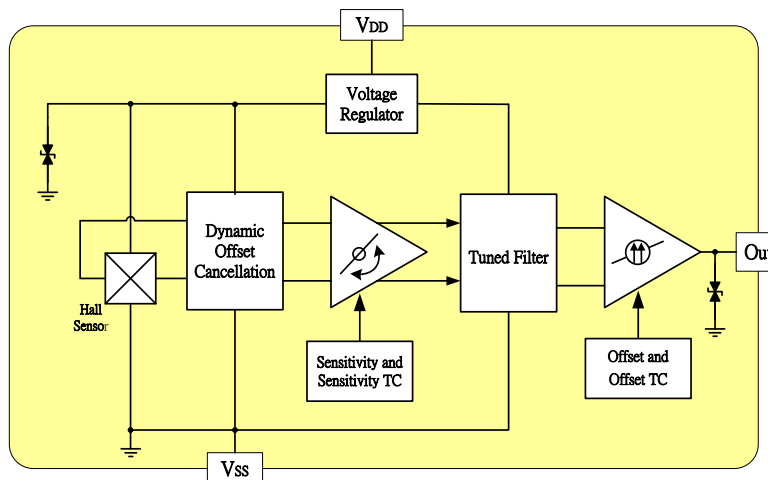 VDD
Voltage
Regulator
Dynamic
Offset
Cancellation
Tuned Filter
Out
Hall
Sensor
Sensitivity and
Sensitivity TC
Offset and
Offset TC
VSS